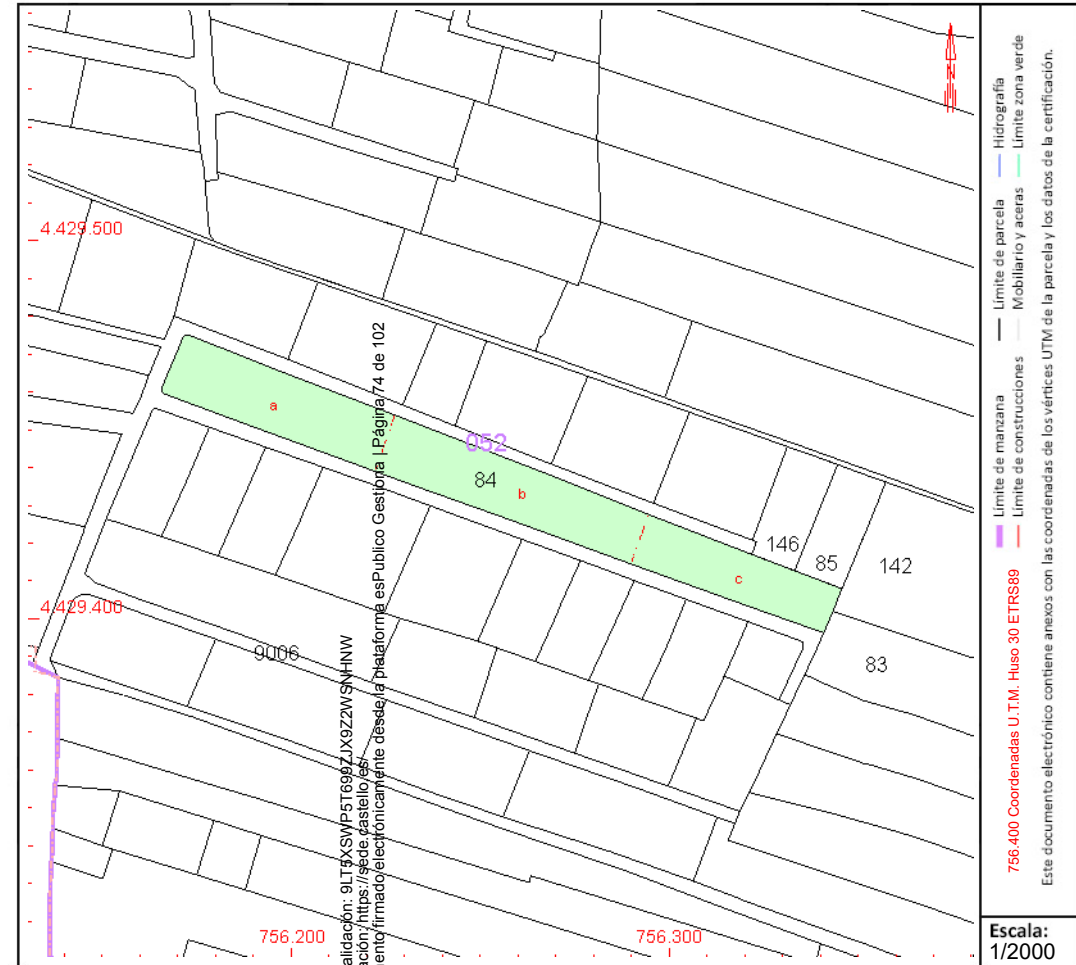 4.429.500
a
052
84
b
146
85
142
c
4.429.400
9006
83
756.200
756.300
alidación: 9LT5XSWP5T699ZJX9Z2WSNHNW
ación: https://sede.castello.es/
mento firmado electrónicamente desde la plataforma esPublico Gestiona | Página 74 de 102
N
Límite de manzana
Límite de parcela
Hidrografía
Límite de construcciones
Mobiliario y aceras
Límite zona verde
756.400 Coordenadas U.T.M. Huso 30 ETRS89
Este documento electrónico contiene anexos con las coordenadas de los vértices UTM de la parcela y los datos de la certificación.
Escala:
1/2000